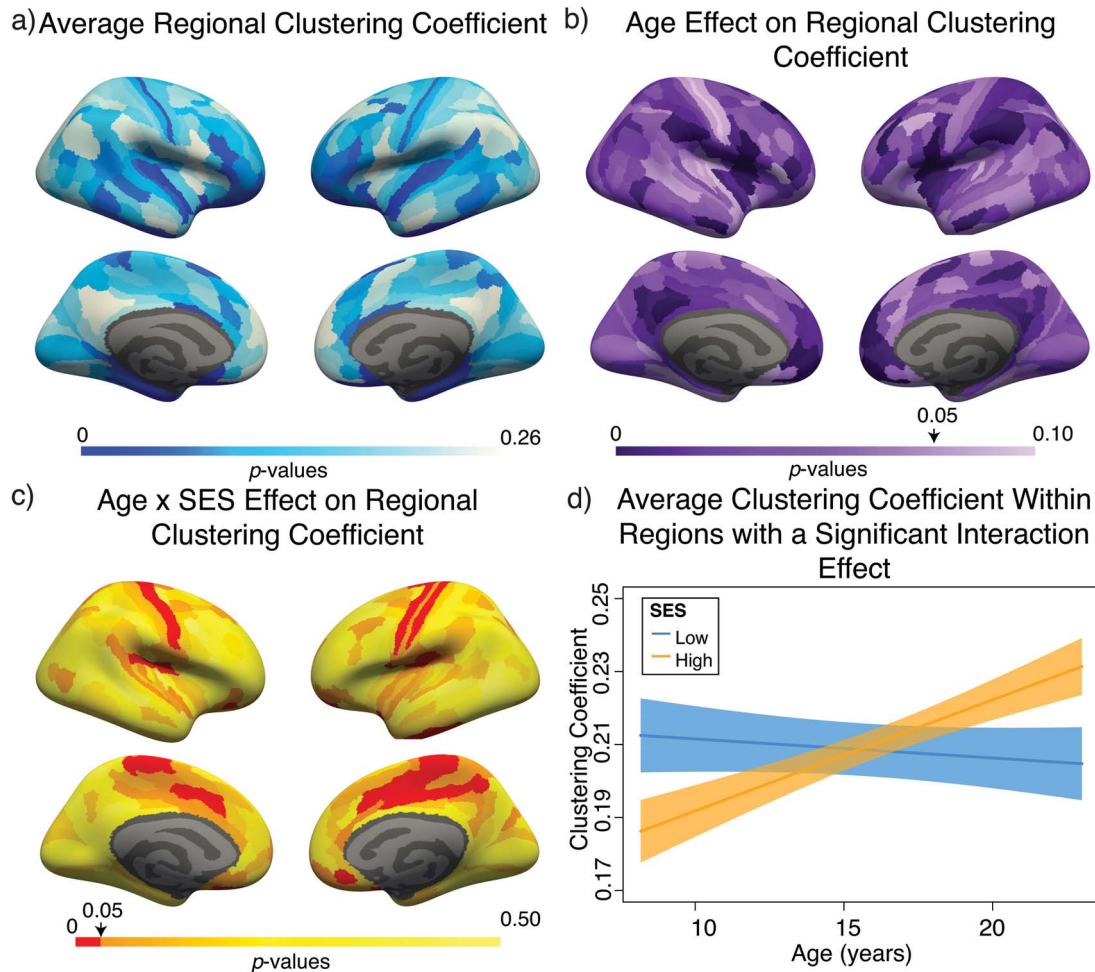 a) Average Regional Clustering Coefficient
0
0.26
p-values
b) Age Effect on Regional Clustering
Coefficient
0.05
0
0.10
p-values
c) Age x SES Effect on Regional
Clustering Coefficient
0.05
0
0.50
p-values
d) Average Clustering Coefficient Within
Regions with a Significant Interaction
Effect
Clustering Coefficient
0.25
0.23
0.21
0.19
0.17
SES
Low
High
10 15 20
Age (years)